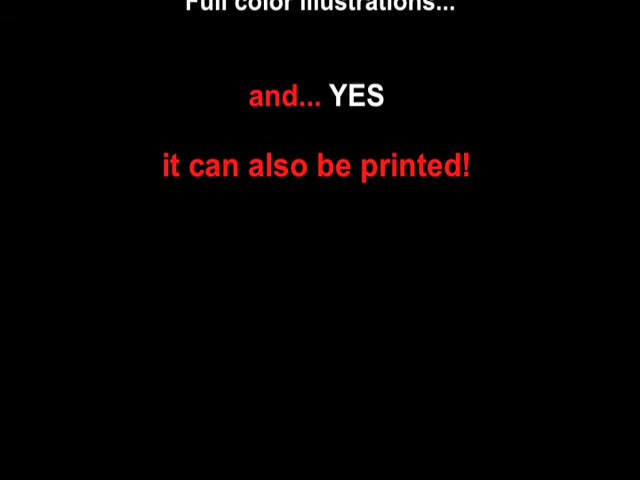 Full color illustrations...
and... YES
it can also be printed!